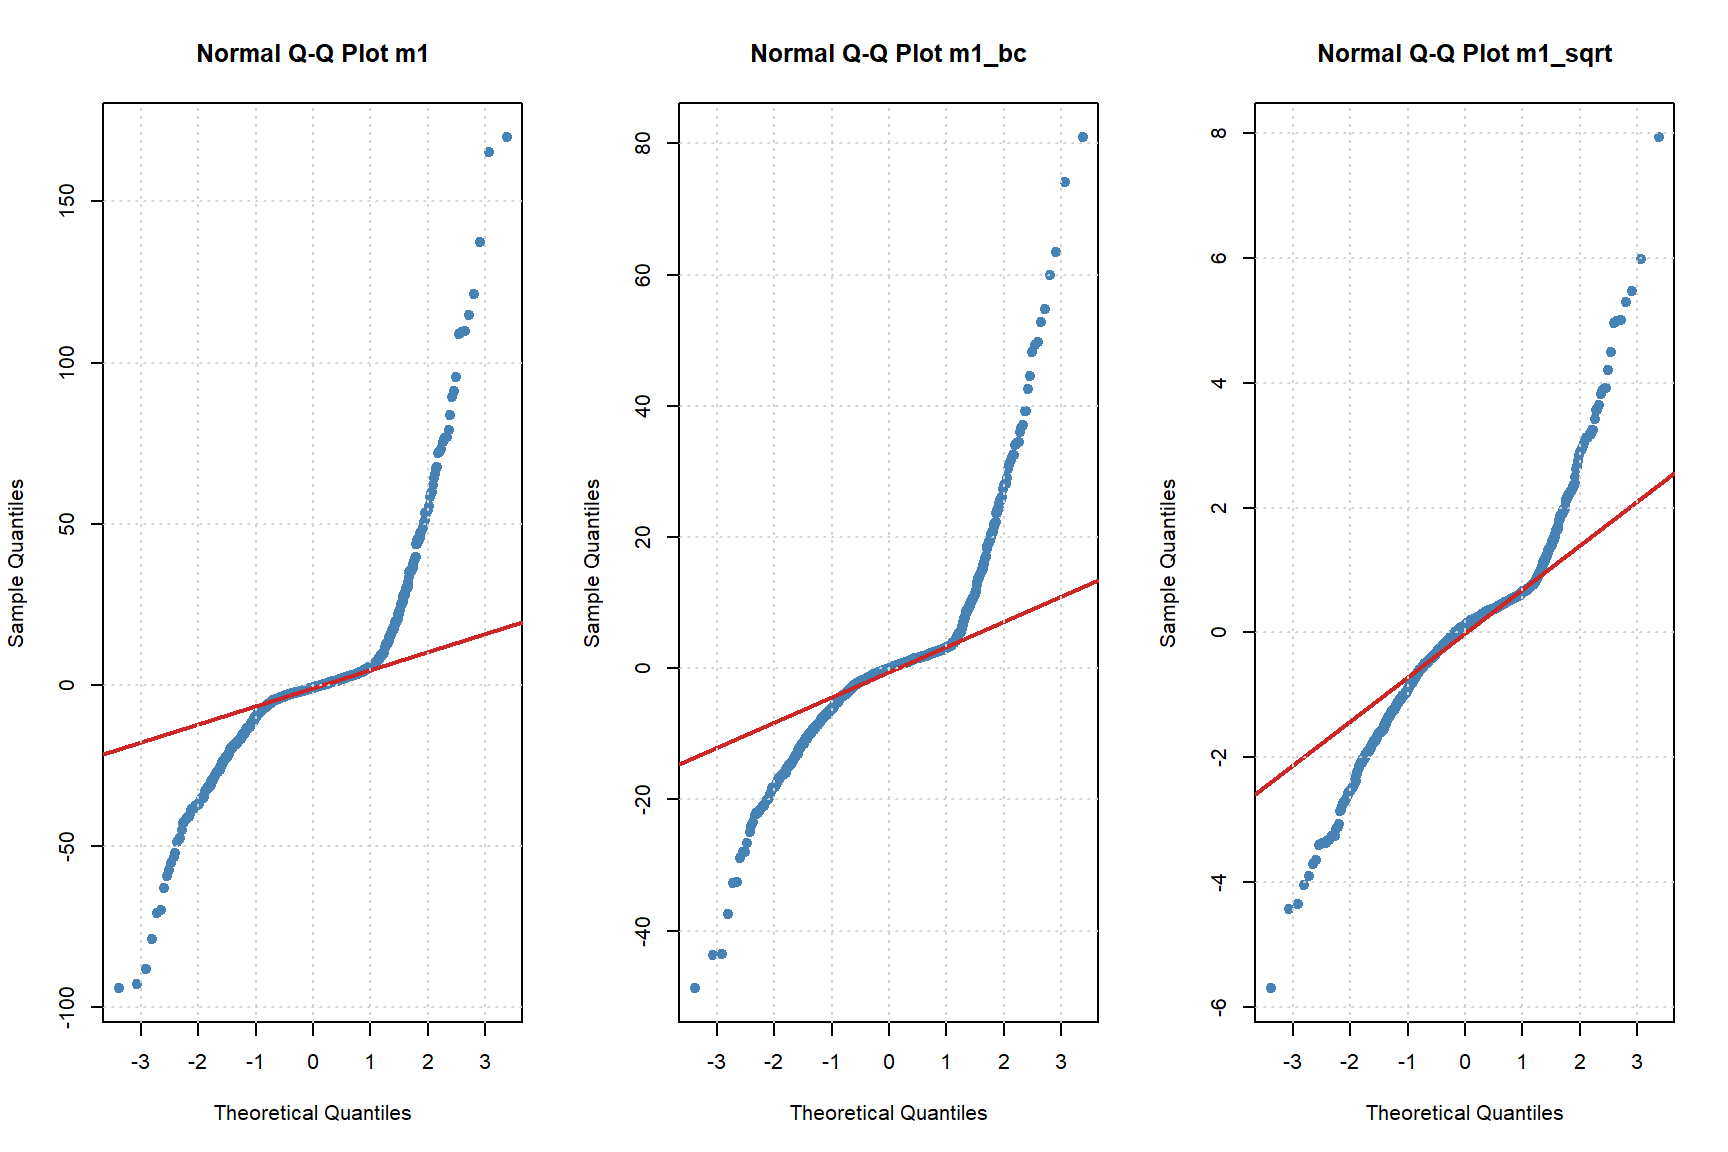 Normal Q-Q Plot m1
150
100
50
0
-50
-100
Sample Quantiles
-3 -2 -1 0 1 2 3
Theoretical Quantiles
Normal Q-Q Plot m1_bc
80
60
40
20
0
-20
-40
Sample Quantiles
-3 -2 -1 0 1 2 3
Theoretical Quantiles
Normal Q-Q Plot m1_sqrt
8
6
4
2
0
-2
-4
-6
Sample Quantiles
-3 -2 -1 0 1 2 3
Theoretical Quantiles